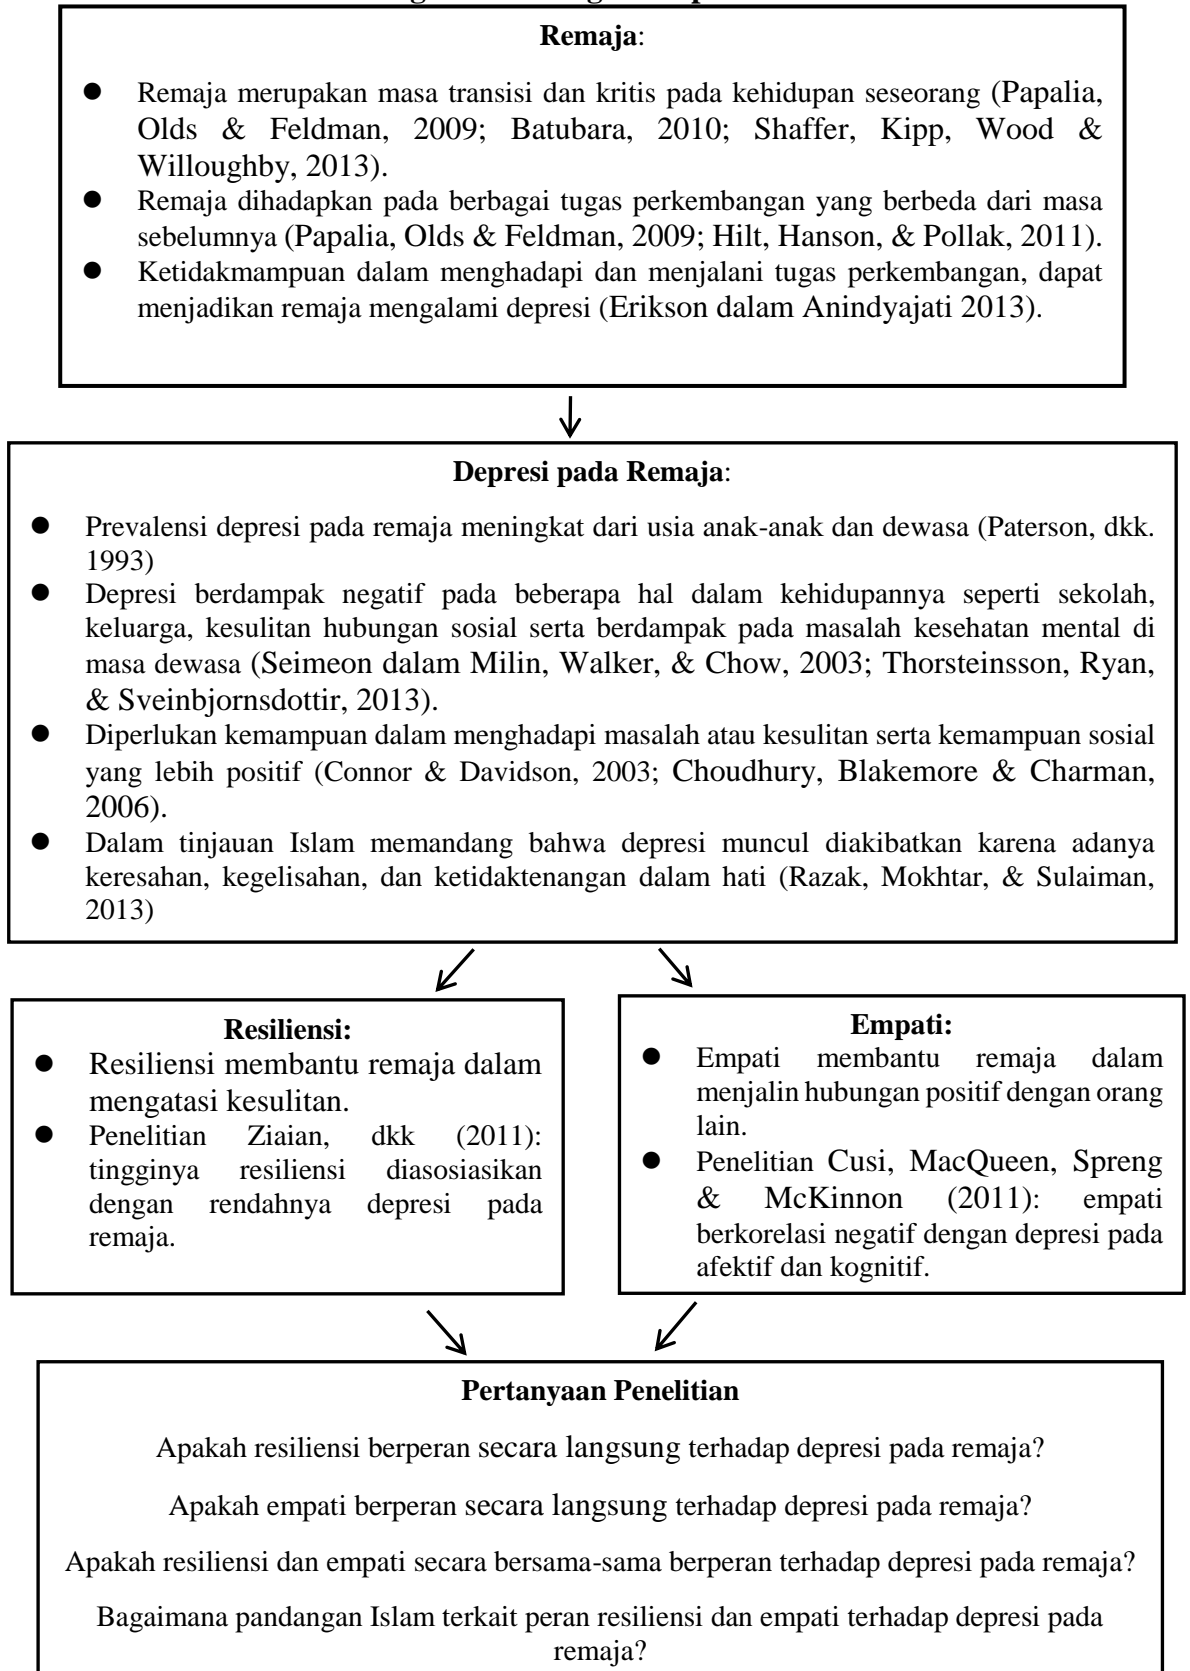 Remaja:
● Remaja merupakan masa transisi dan kritis pada kehidupan seseorang (Papalia,
Olds & Feldman, 2009; Batubara, 2010; Shaffer, Kipp, Wood &
Willoughby, 2013).
● Remaja dihadapkan pada berbagai tugas perkembangan yang berbeda dari masa
sebelumnya (Papalia, Olds & Feldman, 2009; Hilt, Hanson, & Pollak, 2011).
● Ketidakmampuan dalam menghadapi dan menjalani tugas perkembangan, dapat
menjadikan remaja mengalami depresi (Erikson dalam Anindyajati 2013).
Depresi pada Remaja:
● Prevalensi depresi pada remaja meningkat dari usia anak-anak dan dewasa (Paterson, dkk.
1993)
● Depresi berdampak negatif pada beberapa hal dalam kehidupannya seperti sekolah,
keluarga, kesulitan hubungan sosial serta berdampak pada masalah kesehatan mental di
masa dewasa (Seimeon dalam Milin, Walker, & Chow, 2003; Thorsteinsson, Ryan,
& Sveinbjornsdottir, 2013).
● Diperlukan kemampuan dalam menghadapi masalah atau kesulitan serta kemampuan sosial
yang lebih positif (Connor & Davidson, 2003; Choudhury, Blakemore & Charman,
2006).
● Dalam tinjauan Islam memandang bahwa depresi muncul diakibatkan karena adanya
keresahan, kegelisahan, dan ketidaktenangan dalam hati (Razak, Mokhtar, & Sulaiman,
2013)
Resiliensi:
● Resiliensi membantu remaja dalam
mengatasi kesulitan.
● Penelitian Ziaian, dkk (2011):
tingginya resiliensi diasosiasikan
dengan rendahnya depresi pada
remaja.
Empati:
● Empati membantu remaja dalam
menjalin hubungan positif dengan orang
lain.
● Penelitian Cusi, MacQueen, Spreng
& McKinnon (2011): empati
berkorelasi negatif dengan depresi pada
afektif dan kognitif.
Pertanyaan Penelitian
Apakah resiliensi berperan secara langsung terhadap depresi pada remaja?
Apakah empati berperan secara langsung terhadap depresi pada remaja?
Apakah resiliensi dan empati secara bersama-sama berperan terhadap depresi pada remaja?
Bagaimana pandangan Islam terkait peran resiliensi dan empati terhadap depresi pada
remaja?